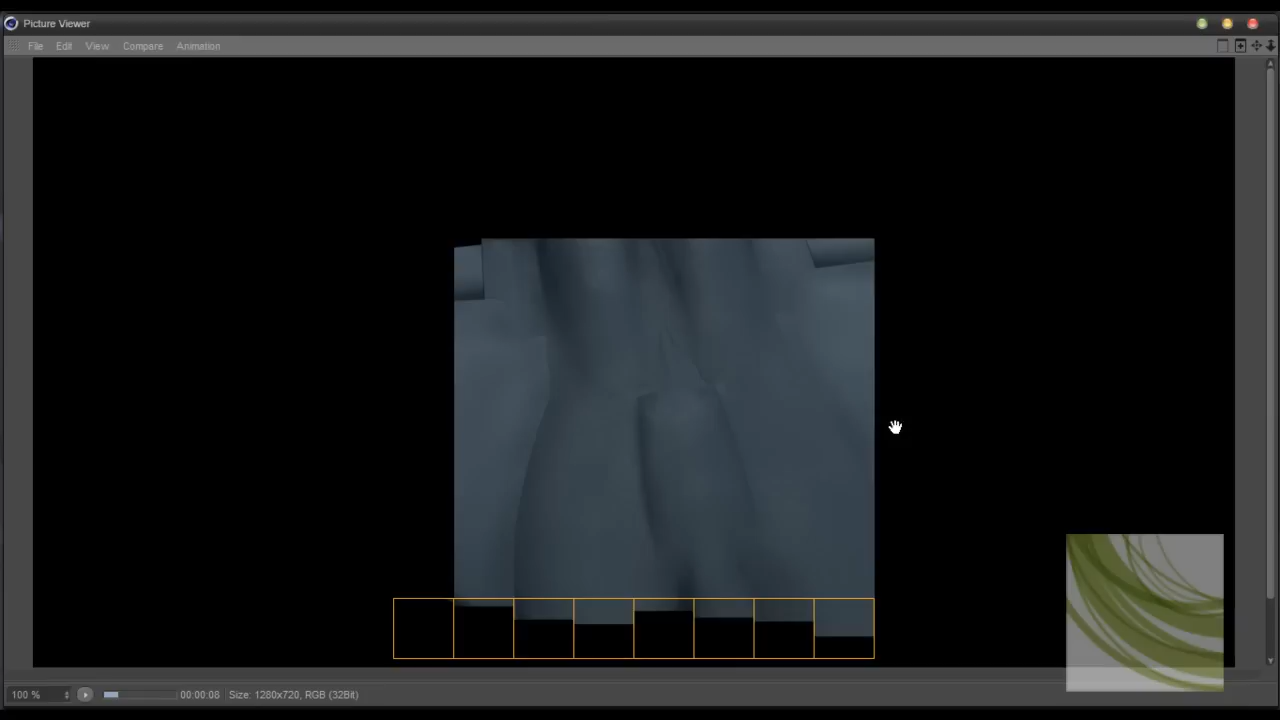 Picture Viewer
File Edit View Compare Animation
100 % 00:00:08 Size: 1280x720, RGB (32Bit)